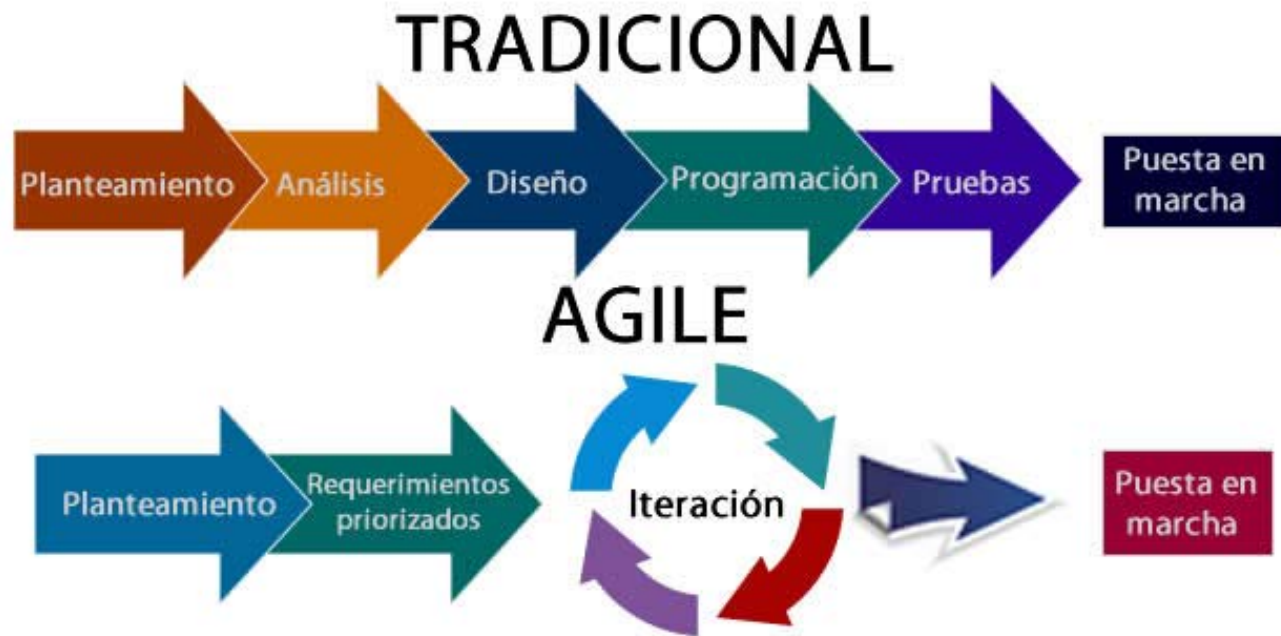 TRADICIONAL
Planteamiento
Análisis
Diseño
Programación
Pruebas
Puesta en
marcha
AGILE
Planteamiento
Requerimientos
priorizados
Iteración
Puesta en
marcha